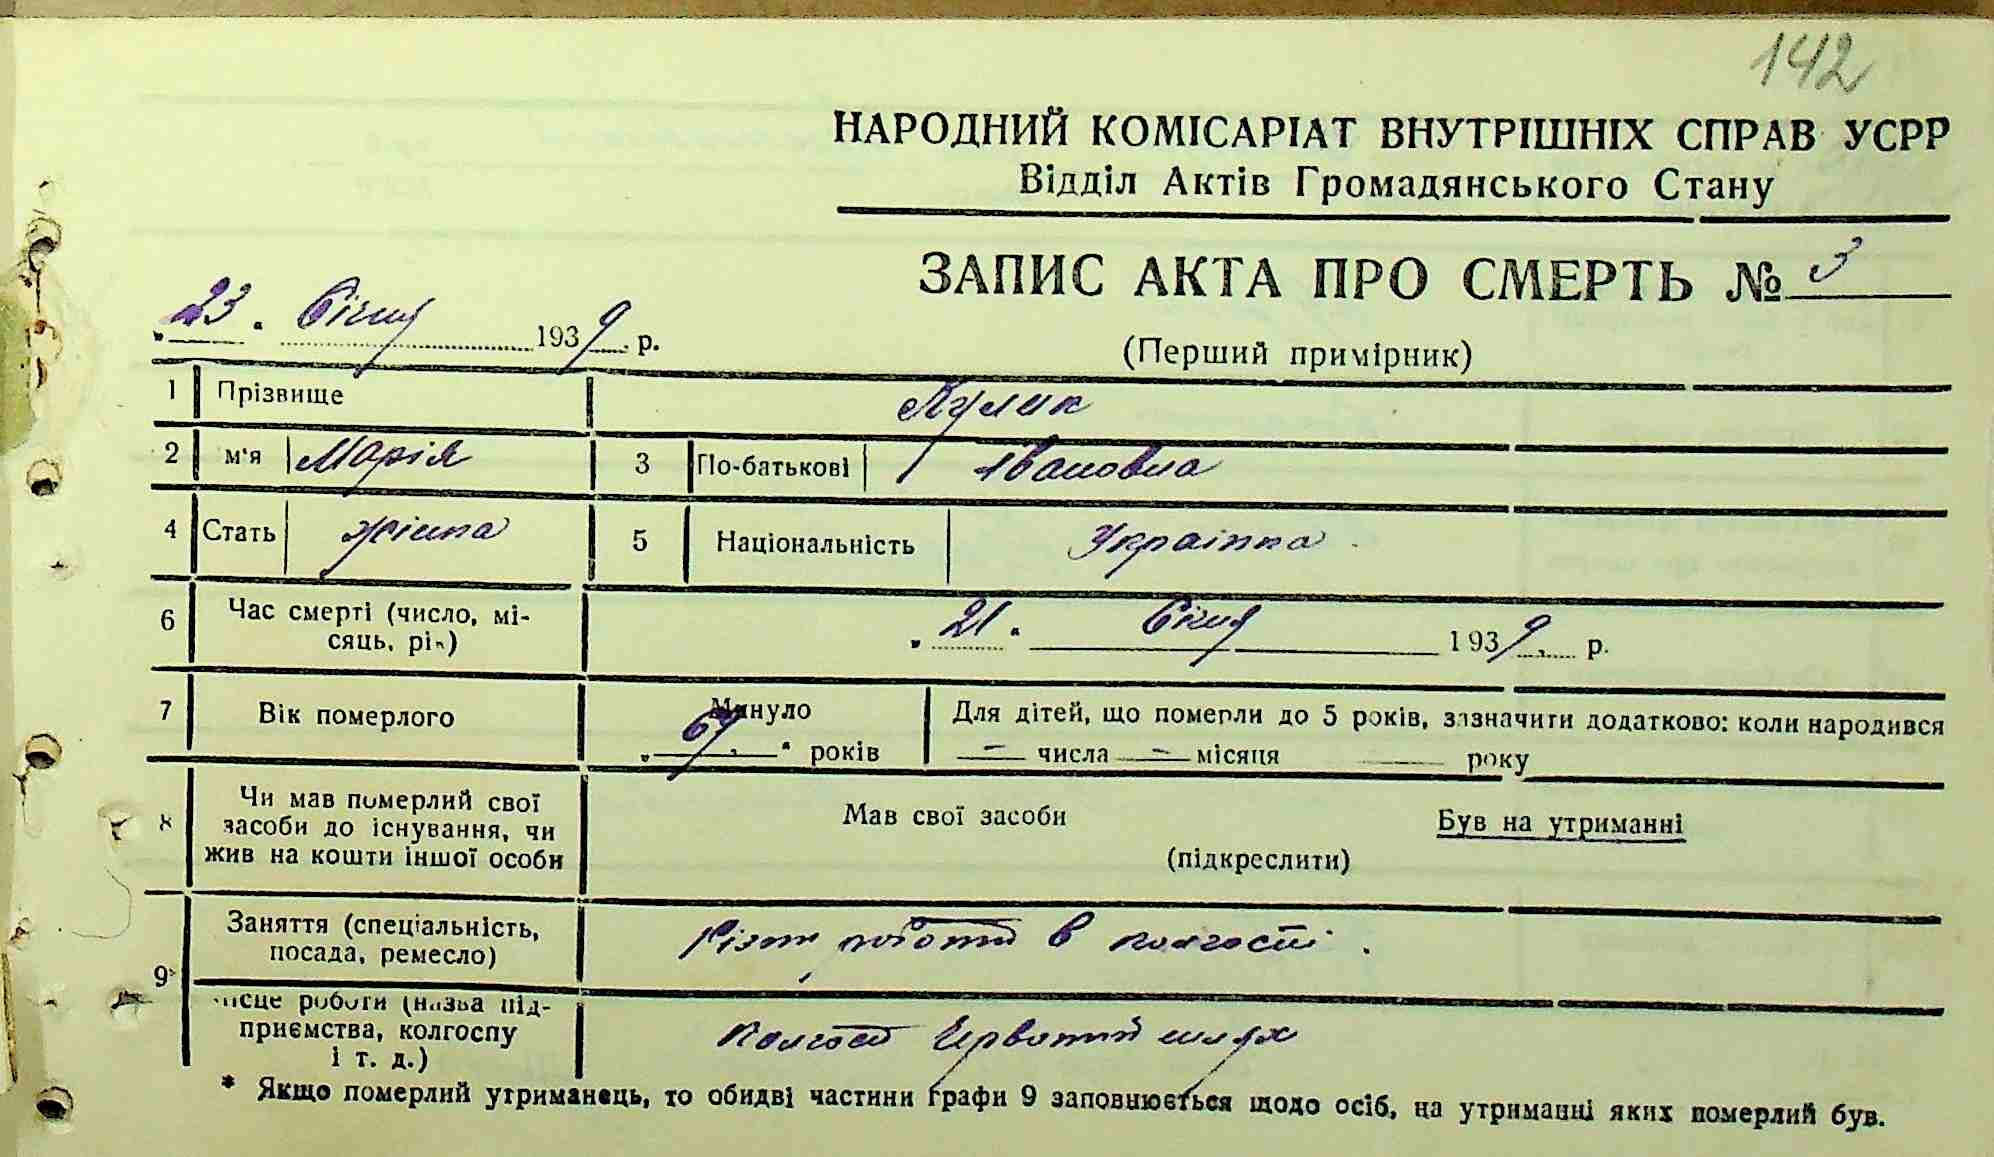 142
НАРОДНИЙ КОМІСАРІАТ ВНУТРІШНІХ СПРАВ УСРР
Відділ Актів Громадянського Стану
ЗАПИС АКТА ПРО СМЕРТЬ № 3
„ 23 " Січня 1939 р.
(Перший примірник)
1 Прізвище Кулик
2 м'я Марія 3 По-батькові Івановна
4 Стать жінка 5 Національність Українка
6 Час смерті (число, мі-
сяць, рік) „ 21 " Січня 1939 р.
7 Вік померлого Минуло „ 67 " років
Для дітей, що померли до 5 років, зазначити додатково: коли народився
— числа — місяця — року
8 Чи мав померлий свої
засоби до існування, чи
жив на кошти іншої особи
Мав свої засоби Був на утриманні
(підкреслити)
9* Заняття (спеціальність,
посада, ремесло) Різни роботи в колгости.
місце роботи (назва під-
приємства, колгоспу
і т. д.) Колгосп Червоний шлях
* Якщо померлий утриманець, то обидві частини графи 9 заповнюється щодо осіб, на утриманні яких померлий був.